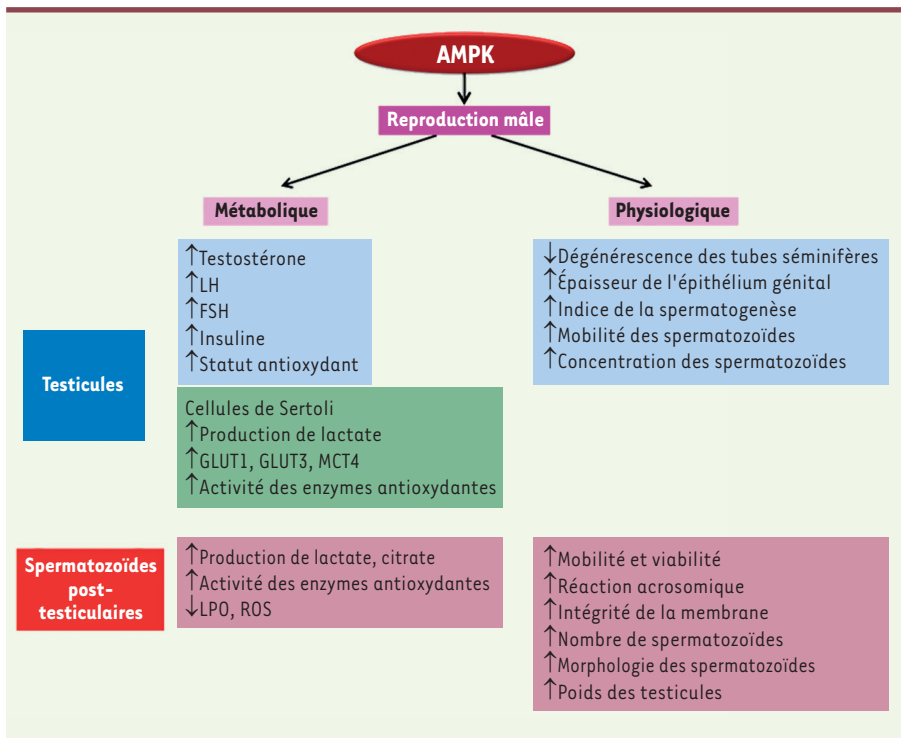 AMPK
Reproduction mâle
Métabolique
Physiologique
Testicules
↑Testostérone
↑LH
↑FSH
↑Insuline
↑Statut antioxydant
↓Dégénérescence des tubes séminifères
↑Épaisseur de l'épithélium génital
↑Indice de la spermatogenèse
↑Mobilité des spermatozoïdes
↑Concentration des spermatozoïdes
Cellules de Sertoli
↑Production de lactate
↑GLUT1, GLUT3, MCT4
↑Activité des enzymes antioxydantes
Spermatozoïdes
post-
testiculaires
↑Production de lactate, citrate
↑Activité des enzymes antioxydantes
↓LPO, ROS
↑Mobilité et viabilité
↑Réaction acrosomique
↑Intégrité de la membrane
↑Nombre de spermatozoïdes
↑Morphologie des spermatozoïdes
↑Poids des testicules